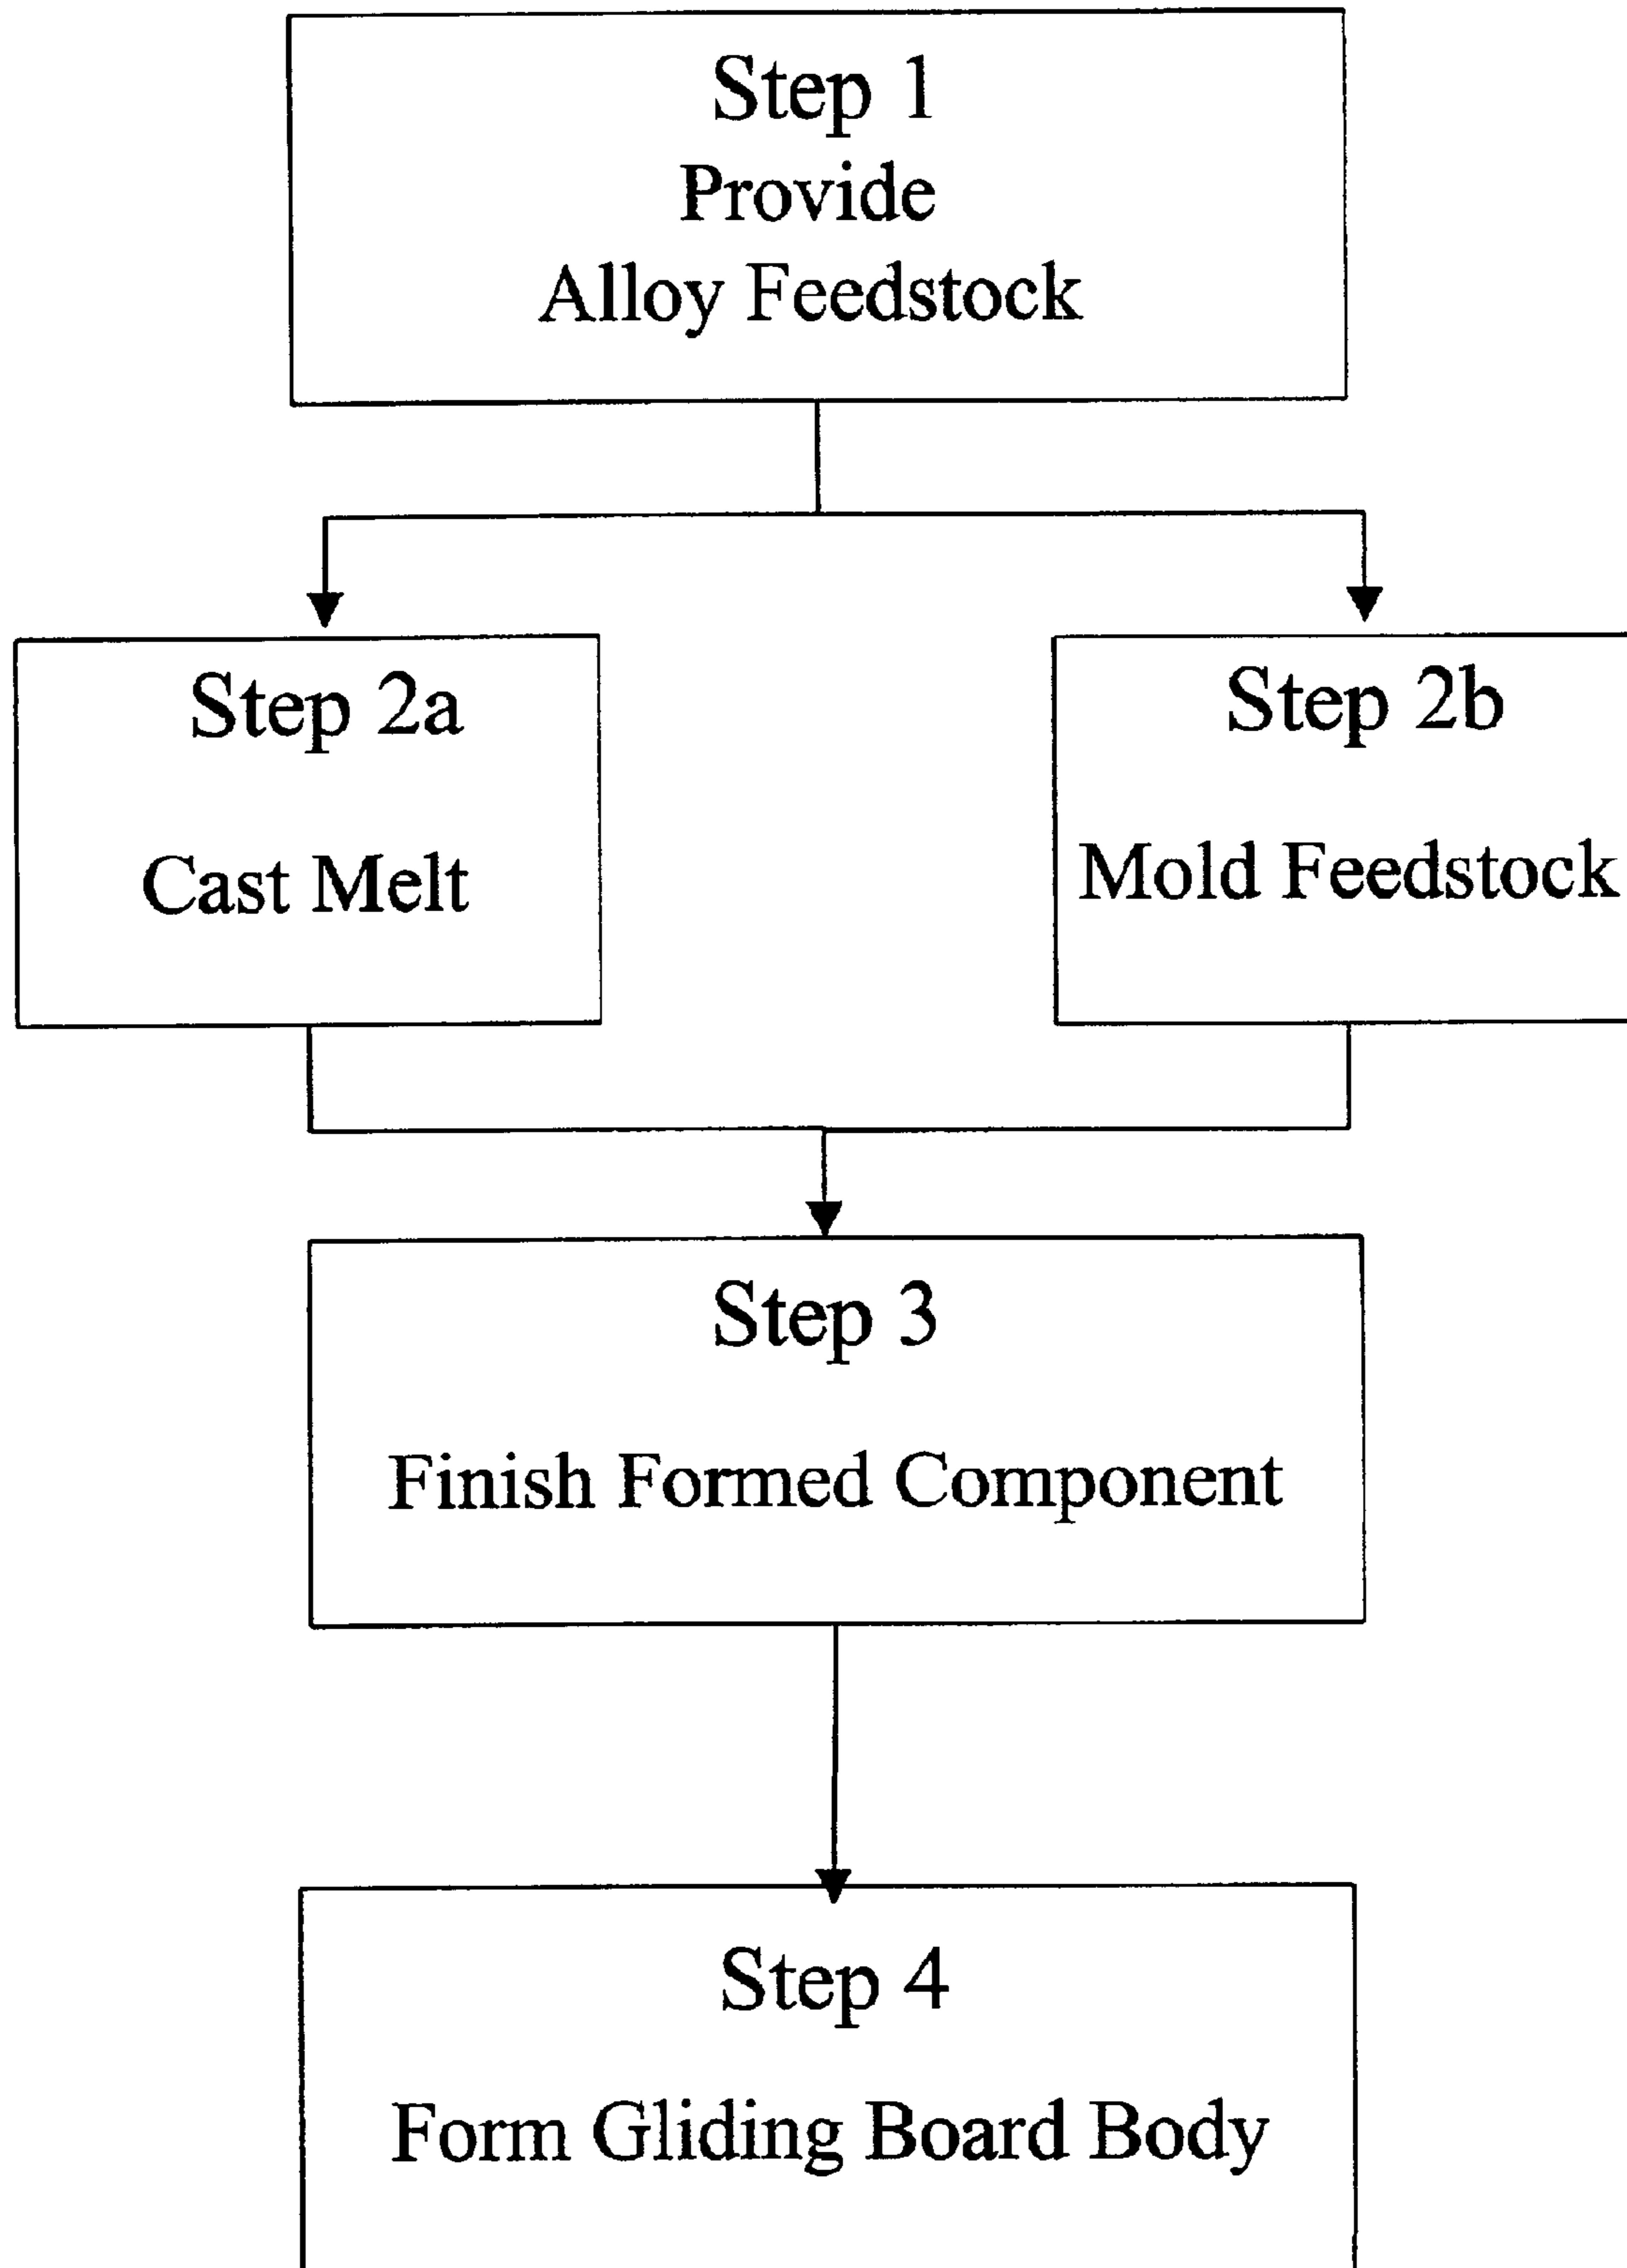 Step 1
Provide
Alloy Feedstock
Step 2a
Cast Melt
Step 2b
Mold Feedstock
Step 3
Finish Formed Component
Step 4
Form Gliding Board Body